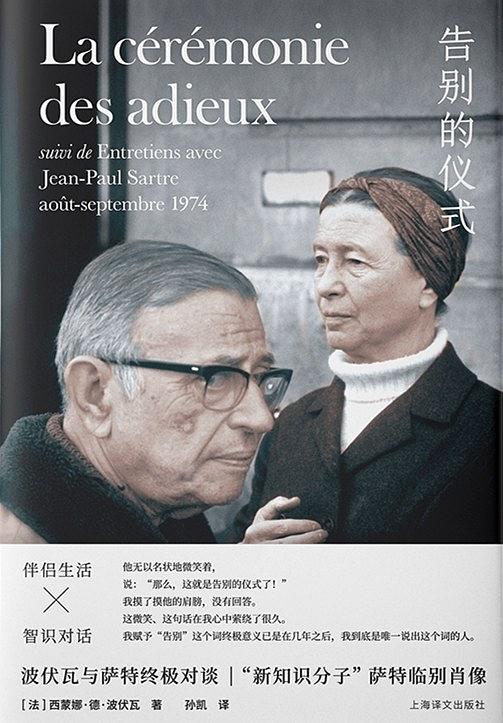 La cérémonie
des adieux
suivi de Entretiens avec
Jean-Paul Sartre
août-septembre 1974
告别的仪式
伴侣生活
×
智识对话
他无以名状地微笑着，
说：“那么，这就是告别的仪式了！”
我摸了摸他的肩膀，没有回答。
这微笑、这句话在我心中萦绕了很久。
我赋予“告别”这个词终极意义已是在几年之后，我到底是唯一说出这个词的人。
波伏瓦与萨特终极对谈｜“新知识分子”萨特临别肖像
［法］西蒙娜·德·波伏瓦 著 孙凯 译
上海译文出版社